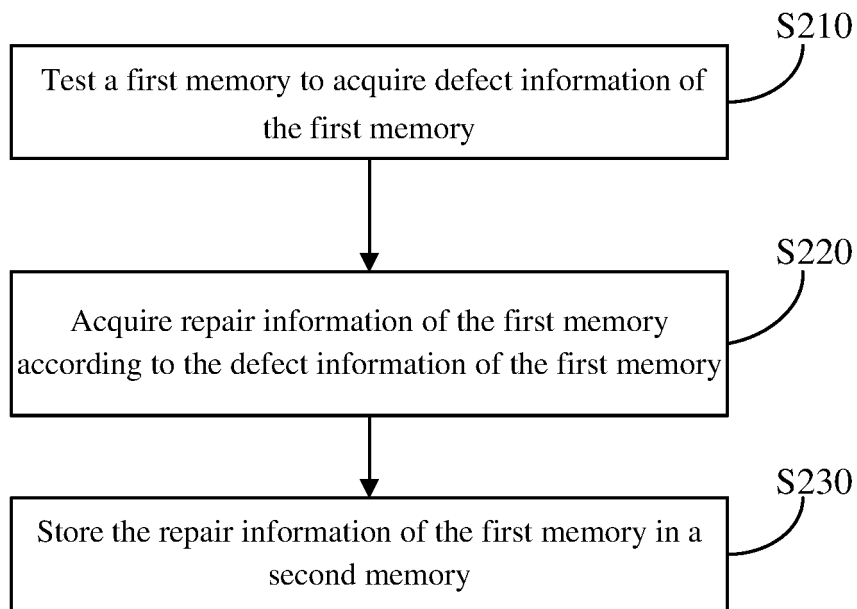 S210
Test a first memory to acquire defect information of
the first memory
S220
Acquire repair information of the first memory
according to the defect information of the first memory
S230
Store the repair information of the first memory in a
second memory